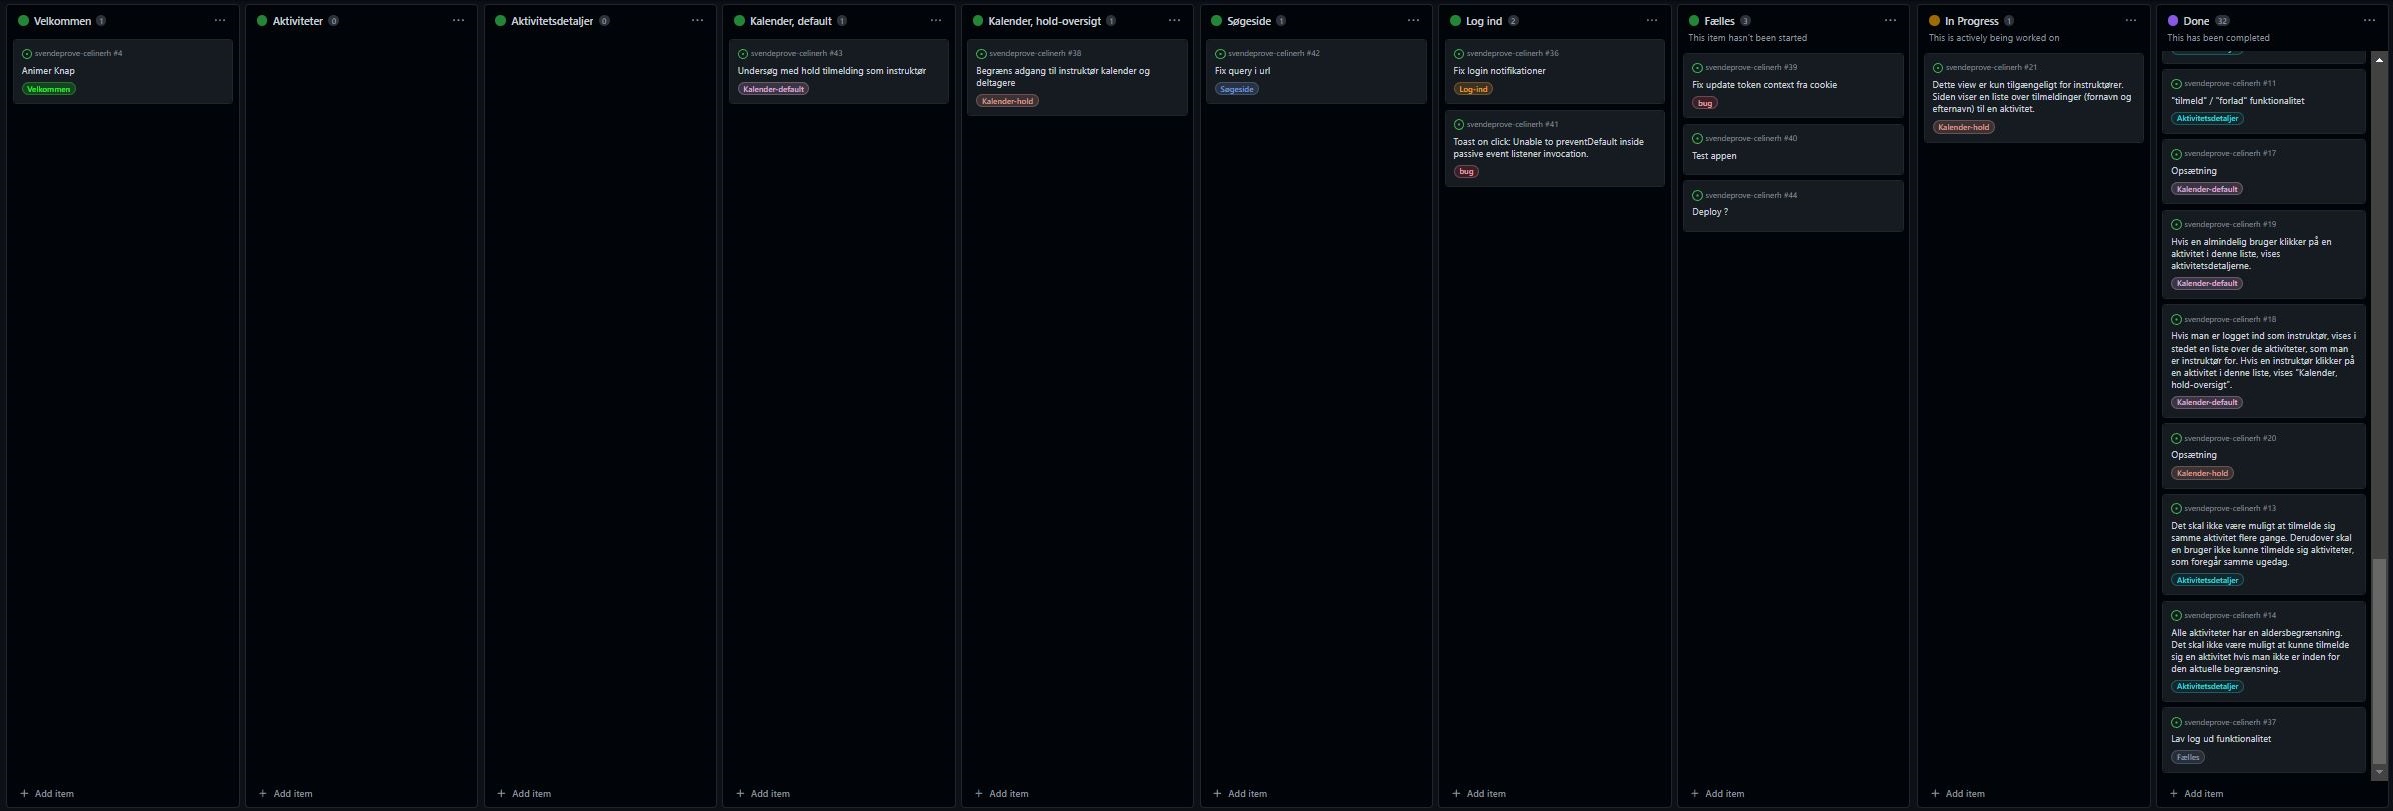 Velkommen 1
svendeprove-celinerh #4
Animer Knap
Velkommen
+ Add item
Aktiviteter 0
+ Add item
Aktivitetsdetaljer 0
+ Add item
Kalender, default 1
svendeprove-celinerh #43
Undersøg med hold tilmelding som instruktør
Kalender-default
+ Add item
Kalender, hold-oversigt 1
svendeprove-celinerh #38
Begræns adgang til instruktør kalender og
deltagere
Kalender-hold
+ Add item
Søgeside 1
svendeprove-celinerh #42
Fix query i url
Søgeside
+ Add item
Log ind 2
svendeprove-celinerh #36
Fix login notifikationer
Log-ind
svendeprove-celinerh #41
Toast on click: Unable to preventDefault inside
passive event listener invocation.
bug
+ Add item
Fælles 3
This item hasn't been started
svendeprove-celinerh #39
Fix update token context fra cookie
bug
svendeprove-celinerh #40
Test appen
svendeprove-celinerh #44
Deploy ?
+ Add item
In Progress 1
This is actively being worked on
svendeprove-celinerh #21
Dette view er kun tilgængeligt for instruktører.
Siden viser en liste over tilmeldinger (fornavn og
efternavn) til en aktivitet.
Kalender-hold
+ Add item
Done 32
This has been completed
svendeprove-celinerh #11
"tilmeld" / "forlad" funktionalitet
Aktivitetsdetaljer
svendeprove-celinerh #17
Opsætning
Kalender-default
svendeprove-celinerh #19
Hvis en almindelig bruger klikker på en
aktivitet i denne liste, vises
aktivitetsdetaljerne.
Kalender-default
svendeprove-celinerh #18
Hvis man er logget ind som instruktør, vises i
stedet en liste over de aktiviteter, som man
er instruktør for. Hvis en instruktør klikker på
en aktivitet i denne liste, vises "Kalender,
hold-oversigt".
Kalender-default
svendeprove-celinerh #20
Opsætning
Kalender-hold
svendeprove-celinerh #13
Det skal ikke være muligt at tilmelde sig
samme aktivitet flere gange. Derudover skal
en bruger ikke kunne tilmelde sig aktiviteter,
som foregår samme ugedag.
Aktivitetsdetaljer
svendeprove-celinerh #14
Alle aktiviteter har en aldersbegrænsning.
Det skal ikke være muligt at kunne tilmelde
sig en aktivitet hvis man ikke er inden for
den aktuelle begrænsning.
Aktivitetsdetaljer
svendeprove-celinerh #37
Lav log ud funktionalitet
Fælles
+ Add item